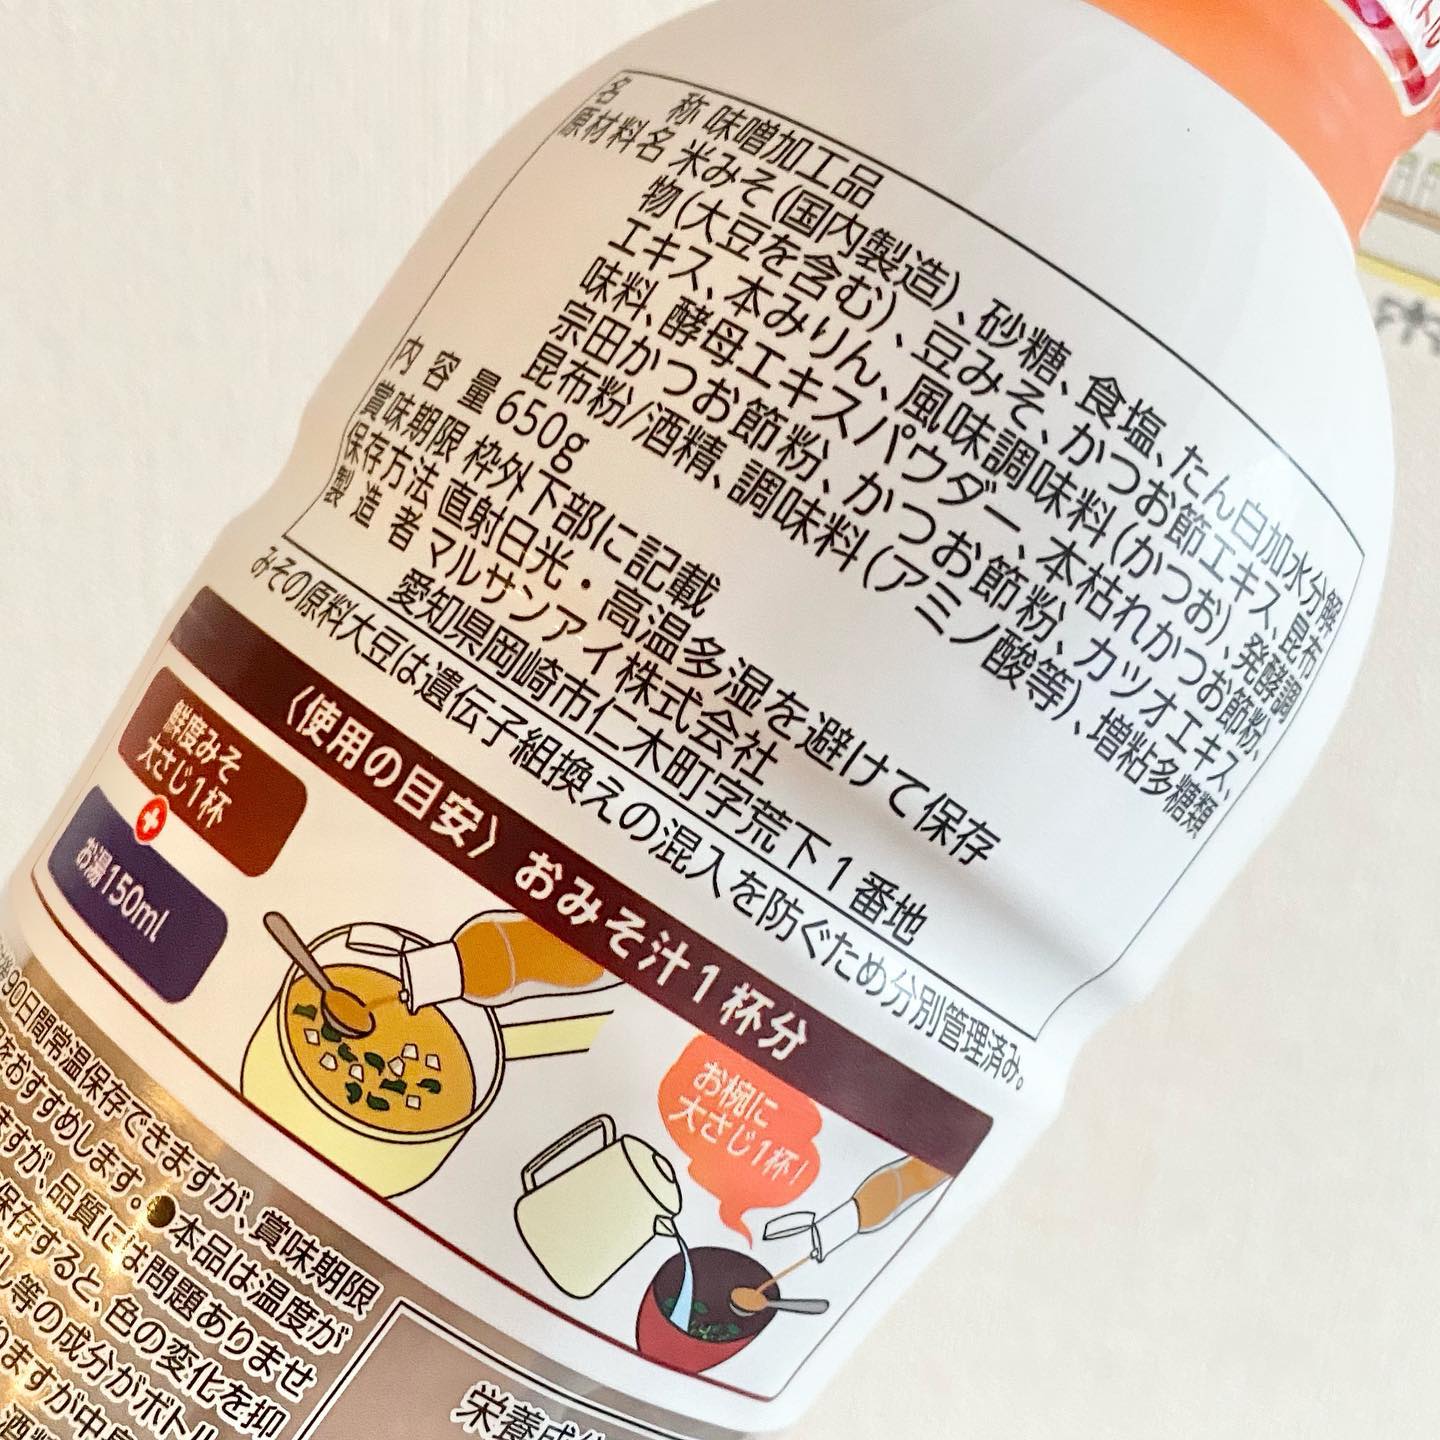 名称 味噌加工品
原材料名 米みそ(国内製造)、砂糖、食塩、たん白加水分解
物(大豆を含む)、豆みそ、かつお節エキス、昆布
エキス、本みりん、風味調味料(かつお)、発酵調
味料、酵母エキスパウダー、本枯れかつお節粉、
宗田かつお節粉、かつお節粉、カツオエキス、
昆布粉/酒精、調味料(アミノ酸等)、増粘多糖類
内容量 650g
賞味期限 枠外下部に記載
保存方法 直射日光・高温多湿を避けて保存
製造者 マルサンアイ株式会社
愛知県岡崎市仁木町字荒下1番地
みその原料大豆は遺伝子組換えの混入を防ぐため分別管理済み。
〈使用の目安〉おみそ汁1杯分
鮮度みそ
大さじ1杯
+
お湯150ml
お椀に
大さじ1杯!
90日間常温保存できますが、賞味期限
をおすすめします。●本品は温度が
ますが、品質には問題ありませ
保存すると、色の変化を抑
し等の成分がボトル
りますが中身
栄養成